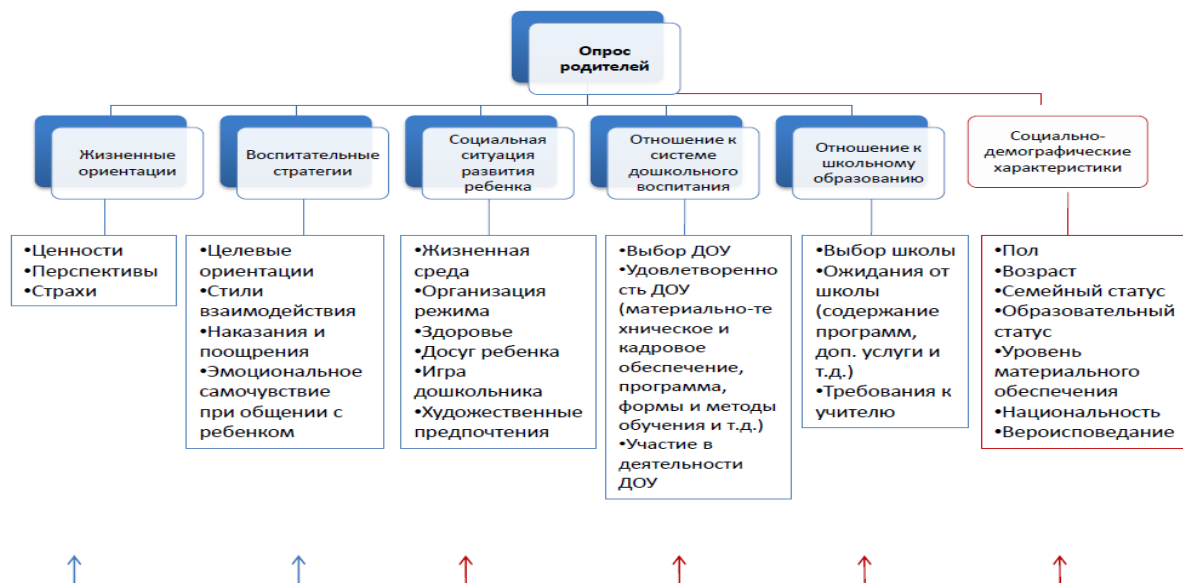 Опрос
родителей
Жизненные
ориентации
Воспитательные
стратегии
Социальная
ситуация
развития
ребенка
Отношение к
системе
дошкольного
воспитания
Отношение к
школьному
образованию
Социально-
демографические
характеристики
•Ценности
•Перспективы
•Страхи
•Целевые
ориентации
•Стили
взаимодействия
•Наказания и
поощрения
•Эмоциональное
самочувствие
при общении с
ребенком
•Жизненная
среда
•Организация
режима
•Здоровье
•Досуг ребенка
•Игра
дошкольника
•Художественные
предпочтения
•Выбор ДОУ
•Удовлетворенно
сть ДОУ
(материально-те
хническое и
кадровое
обеспечение,
программа,
формы и методы
обучения и т.д.)
•Участие в
деятельности
ДОУ
•Выбор школы
•Ожидания от
школы
(содержание
программ,
доп. услуги и
т.д.)
•Требования к
учителю
•Пол
•Возраст
•Семейный статус
•Образовательный
статус
•Уровень
материального
обеспечения
•Национальность
•Вероисповедание